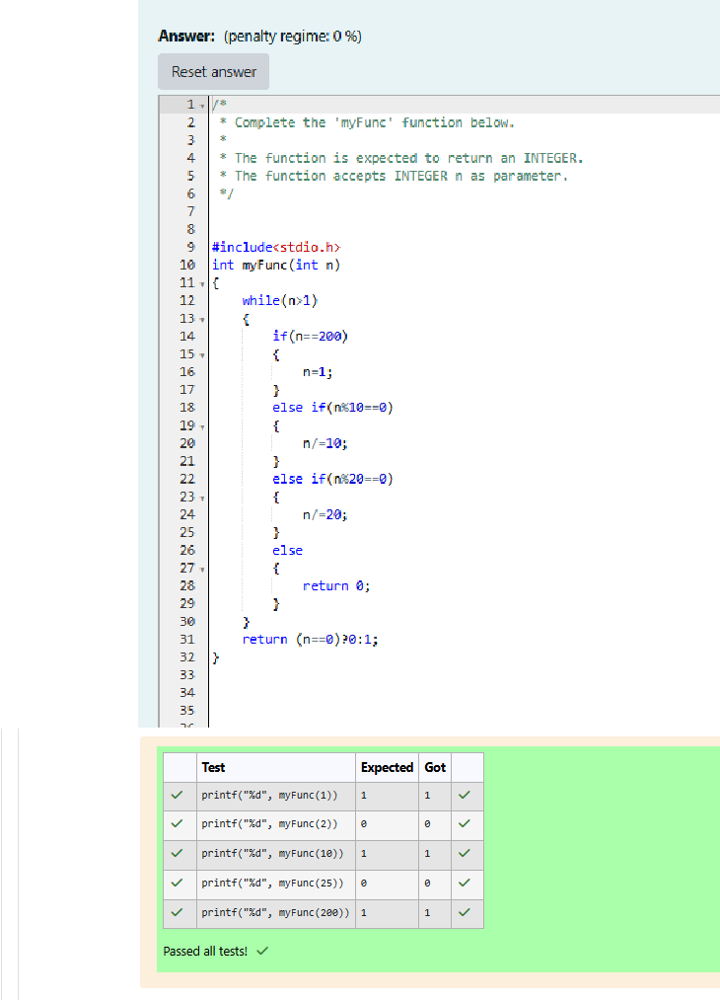 Answer: (penalty regime: 0 %)
Reset answer
1 /*
2  * Complete the 'myFunc' function below.
3  *
4  * The function is expected to return an INTEGER.
5  * The function accepts INTEGER n as parameter.
6  */
7
8
9 #include<stdio.h>
10 int myFunc(int n)
11 {
12     while(n>1)
13     {
14         if(n==200)
15         {
16             n=1;
17         }
18         else if(n%10==0)
19         {
20             n/=10;
21         }
22         else if(n%20==0)
23         {
24             n/=20;
25         }
26         else
27         {
28             return 0;
29         }
30     }
31     return (n==0)?0:1;
32 }
33
34
35
Test Expected Got
printf("%d", myFunc(1)) 1 1
printf("%d", myFunc(2)) 0 0
printf("%d", myFunc(10)) 1 1
printf("%d", myFunc(25)) 0 0
printf("%d", myFunc(200)) 1 1
Passed all tests!